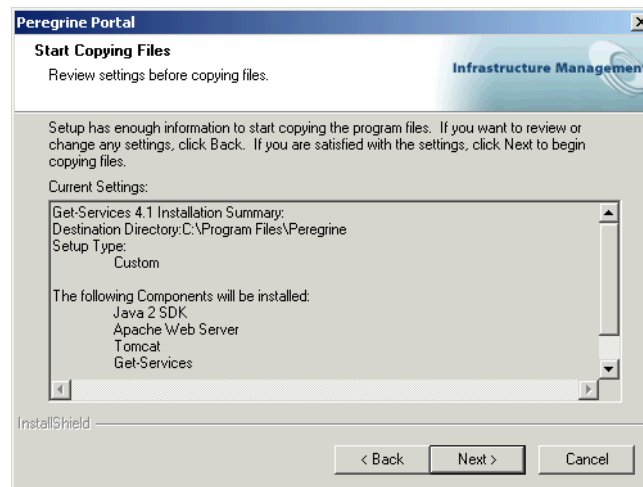 Peregrine Portal
Start Copying Files
Review settings before copying files.
Infrastructure Management
Setup has enough information to start copying the program files.  If you want to review or
change any settings, click Back.  If you are satisfied with the settings, click Next to begin
copying files.
Current Settings:
Get-Services 4.1 Installation Summary:
Destination Directory:C:\Program Files\Peregrine
Setup Type:
Custom
The following Components will be installed:
Java 2 SDK
Apache Web Server
Tomcat
Get-Services
InstallShield
< Back
Next >
Cancel